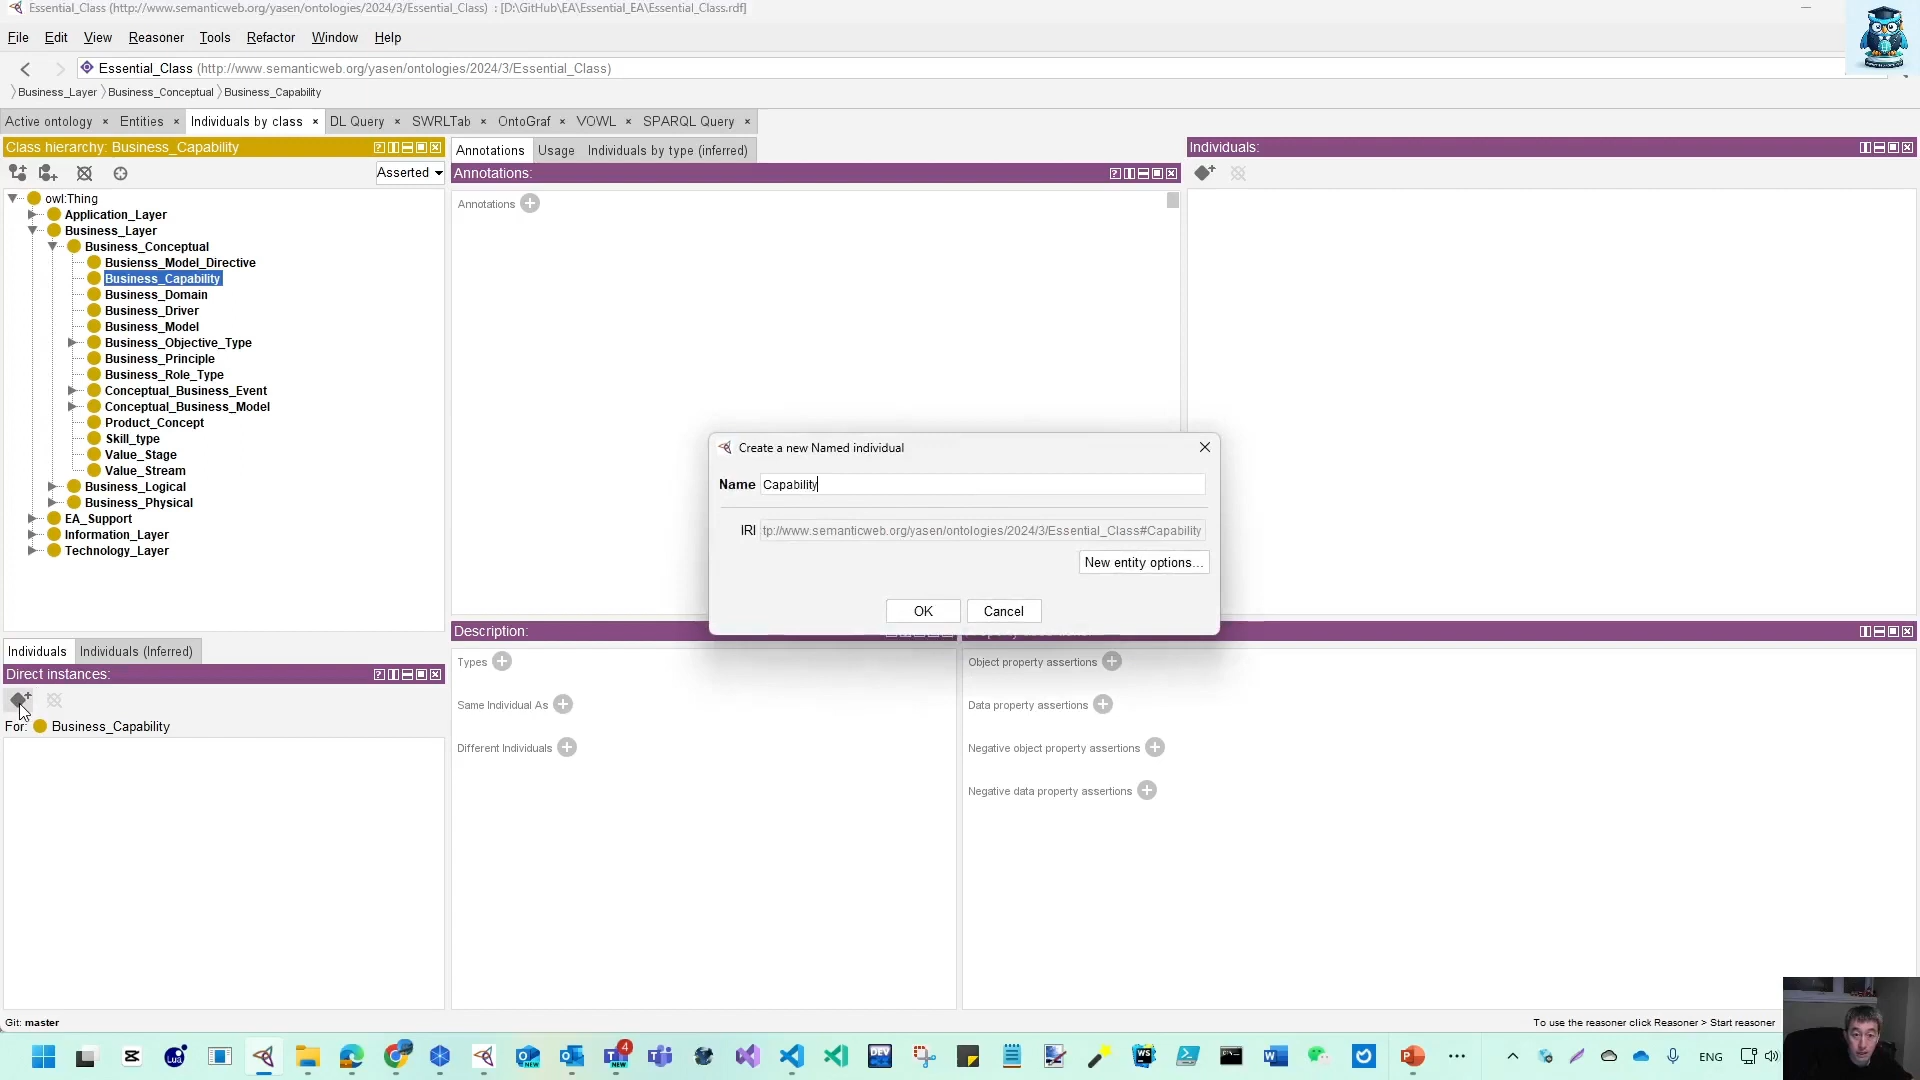 Essential_Class (http://www.semanticweb.org/yasen/ontologies/2024/3/Essential_Class) : [D:\GitHub\EA\Essential_EA\Essential_Class.rdf]
File Edit View Reasoner Tools Refactor Window Help
Essential_Class (http://www.semanticweb.org/yasen/ontologies/2024/3/Essential_Class)
Business_Layer Business_Conceptual Business_Capability
Active ontology × Entities × Individuals by class × DL Query × SWRLTab × OntoGraf × VOWL × SPARQL Query ×
Class hierarchy: Business_Capability
Asserted
owl:Thing
Application_Layer
Business_Layer
Business_Conceptual
Busienss_Model_Directive
Business_Capability
Business_Domain
Business_Driver
Business_Model
Business_Objective_Type
Business_Principle
Business_Role_Type
Conceptual_Business_Event
Conceptual_Business_Model
Product_Concept
Skill_type
Value_Stage
Value_Stream
Business_Logical
Business_Physical
EA_Support
Information_Layer
Technology_Layer
Individuals Individuals (Inferred)
Direct instances:
For: Business_Capability
Annotations Usage Individuals by type (inferred)
Annotations:
Annotations
Individuals:
Create a new Named individual
Name Capability
IRI tp://www.semanticweb.org/yasen/ontologies/2024/3/Essential_Class#Capability
New entity options...
OK Cancel
Description:
Types
Same Individual As
Different Individuals
Object property assertions
Data property assertions
Negative object property assertions
Negative data property assertions
Git: master
To use the reasoner click Reasoner > Start reasoner
Lua
NEW
4
NEW
DEV
WS
ENG